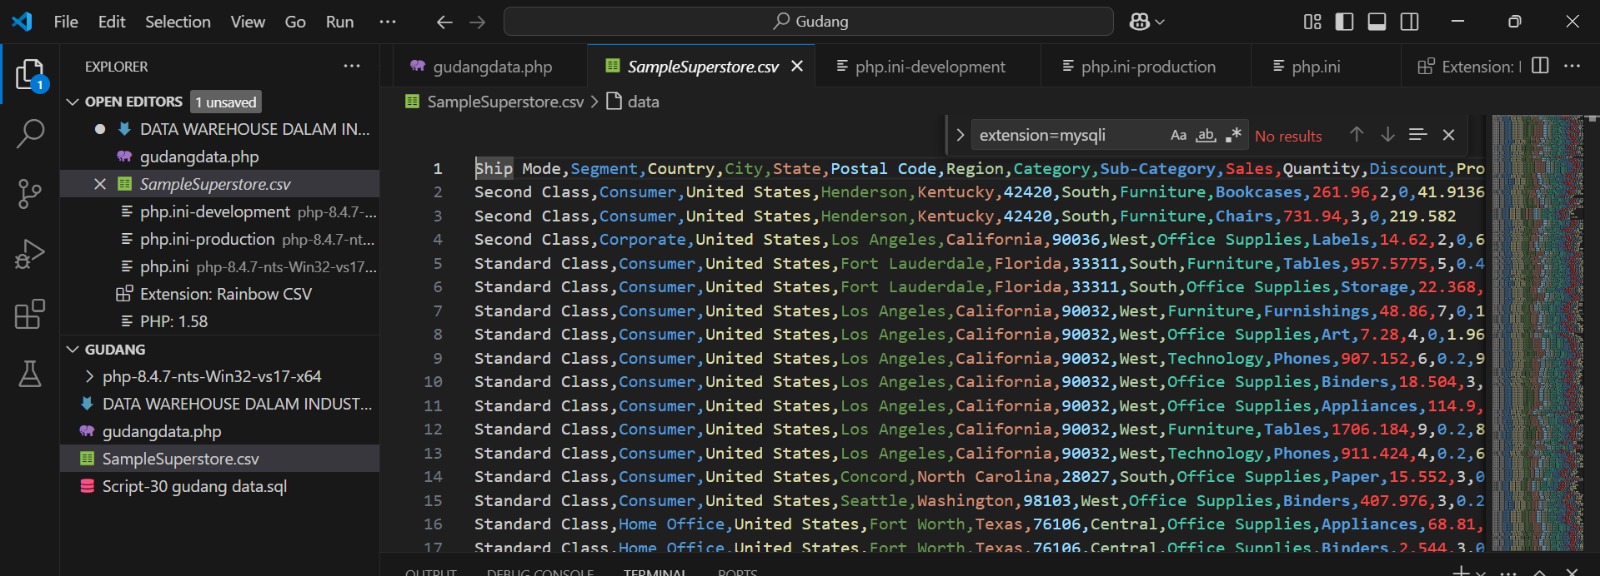 File Edit Selection View Go Run ··· Gudang
EXPLORER ···
1
OPEN EDITORS 1 unsaved
DATA WAREHOUSE DALAM IN...
gudangdata.php
SampleSuperstore.csv
php.ini-development php-8.4.7-...
php.ini-production php-8.4.7-nt...
php.ini php-8.4.7-nts-Win32-vs17...
Extension: Rainbow CSV
PHP: 1.58
GUDANG
php-8.4.7-nts-Win32-vs17-x64
DATA WAREHOUSE DALAM INDUST...
gudangdata.php
SampleSuperstore.csv
Script-30 gudang data.sql
gudangdata.php SampleSuperstore.csv php.ini-development php.ini-production php.ini Extension: ···
SampleSuperstore.csv > data
extension=mysqli Aa ab .* No results
1 Ship Mode,Segment,Country,City,State,Postal Code,Region,Category,Sub-Category,Sales,Quantity,Discount,Pro
2 Second Class,Consumer,United States,Henderson,Kentucky,42420,South,Furniture,Bookcases,261.96,2,0,41.9136
3 Second Class,Consumer,United States,Henderson,Kentucky,42420,South,Furniture,Chairs,731.94,3,0,219.582
4 Second Class,Corporate,United States,Los Angeles,California,90036,West,Office Supplies,Labels,14.62,2,0,6
5 Standard Class,Consumer,United States,Fort Lauderdale,Florida,33311,South,Furniture,Tables,957.5775,5,0.4
6 Standard Class,Consumer,United States,Fort Lauderdale,Florida,33311,South,Office Supplies,Storage,22.368,
7 Standard Class,Consumer,United States,Los Angeles,California,90032,West,Furniture,Furnishings,48.86,7,0,1
8 Standard Class,Consumer,United States,Los Angeles,California,90032,West,Office Supplies,Art,7.28,4,0,1.96
9 Standard Class,Consumer,United States,Los Angeles,California,90032,West,Technology,Phones,907.152,6,0.2,9
10 Standard Class,Consumer,United States,Los Angeles,California,90032,West,Office Supplies,Binders,18.504,3,
11 Standard Class,Consumer,United States,Los Angeles,California,90032,West,Office Supplies,Appliances,114.9,
12 Standard Class,Consumer,United States,Los Angeles,California,90032,West,Furniture,Tables,1706.184,9,0.2,8
13 Standard Class,Consumer,United States,Los Angeles,California,90032,West,Technology,Phones,911.424,4,0.2,6
14 Standard Class,Consumer,United States,Concord,North Carolina,28027,South,Office Supplies,Paper,15.552,3,0
15 Standard Class,Consumer,United States,Seattle,Washington,98103,West,Office Supplies,Binders,407.976,3,0.2
16 Standard Class,Home Office,United States,Fort Worth,Texas,76106,Central,Office Supplies,Appliances,68.81,
17 Standard Class,Home Office,United States,Fort Worth,Texas,76106,Central,Office Supplies,Binders,2.544,3,0
OUTPUT DEBUG CONSOLE TERMINAL PORTS